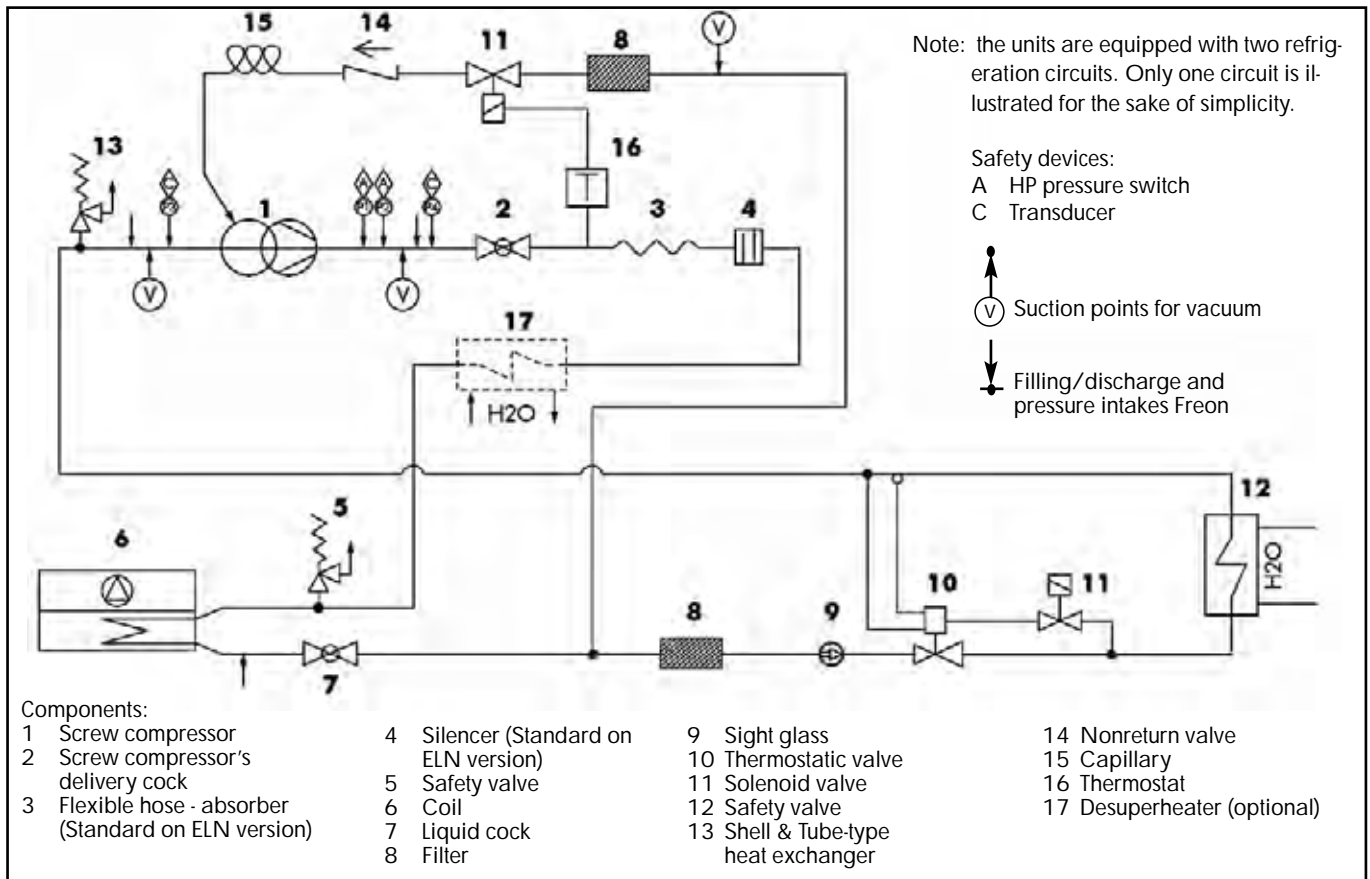 15
14
11
8
V
Note: the units are equipped with two refrig-
eration circuits. Only one circuit is il-
lustrated for the sake of simplicity.
Safety devices:
A HP pressure switch
C Transducer
V Suction points for vacuum
Filling/discharge and
pressure intakes Freon
13
C
1
A A
C
2
16
T
3
4
V
V
17
H2O
6
5
7
8
9
10
11
12
H2O
Components:
1 Screw compressor
2 Screw compressor's
delivery cock
3 Flexible hose - absorber
(Standard on ELN version)
4 Silencer (Standard on
ELN version)
5 Safety valve
6 Coil
7 Liquid cock
8 Filter
9 Sight glass
10 Thermostatic valve
11 Solenoid valve
12 Safety valve
13 Shell & Tube-type
heat exchanger
14 Nonreturn valve
15 Capillary
16 Thermostat
17 Desuperheater (optional)